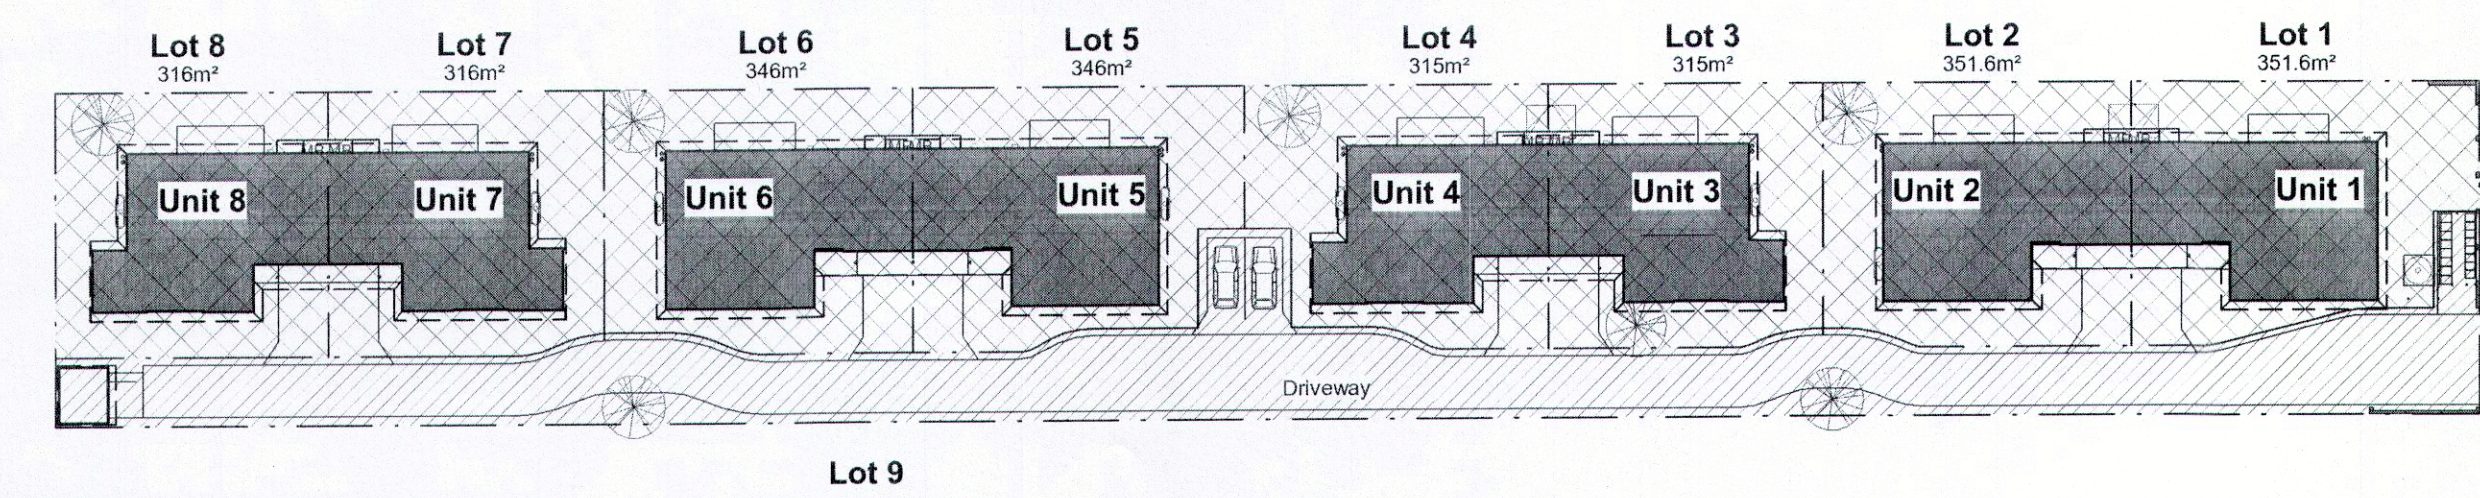 Lot 8
316m²
Lot 7
316m²
Lot 6
346m²
Lot 5
346m²
Lot 4
315m²
Lot 3
315m²
Lot 2
351.6m²
Lot 1
351.6m²
Unit 8
Unit 7
Unit 6
Unit 5
Unit 4
Unit 3
Unit 2
Unit 1
Driveway
Lot 9